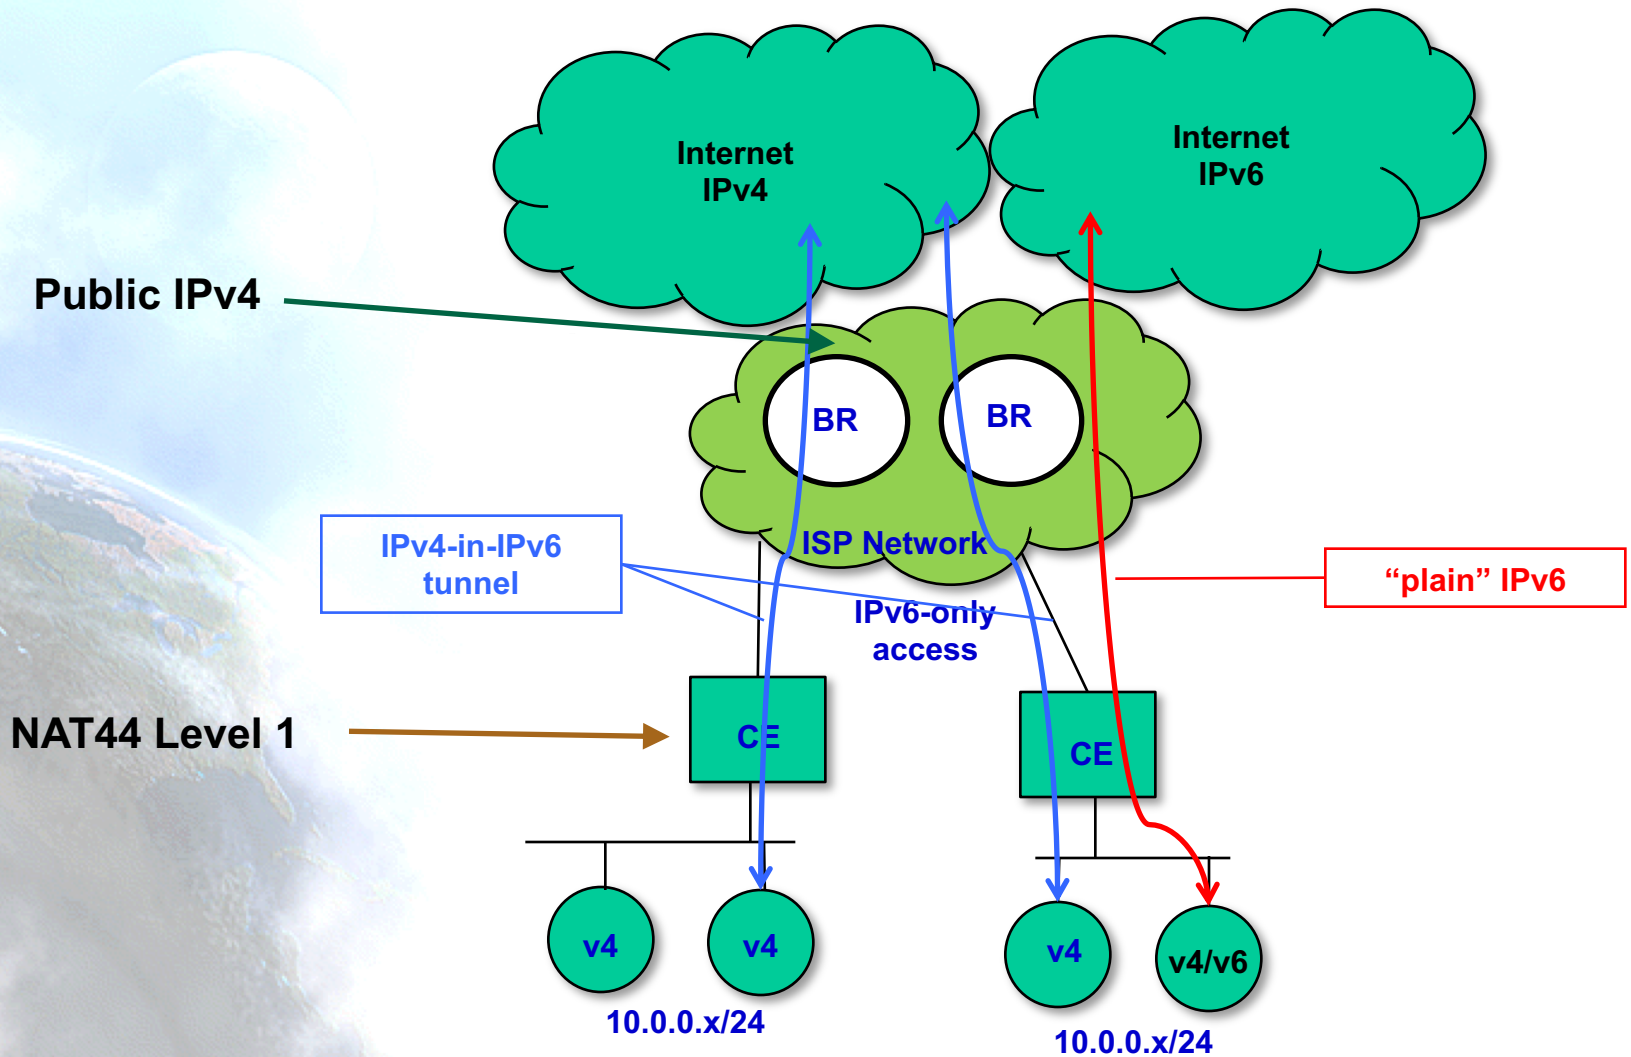 Internet
IPv4
Internet
IPv6
Public IPv4
BR
BR
IPv4-in-IPv6
tunnel
ISP Network
“plain” IPv6
IPv6-only
access
NAT44 Level 1
CE
CE
v4
v4
v4
v4/v6
10.0.0.x/24
10.0.0.x/24